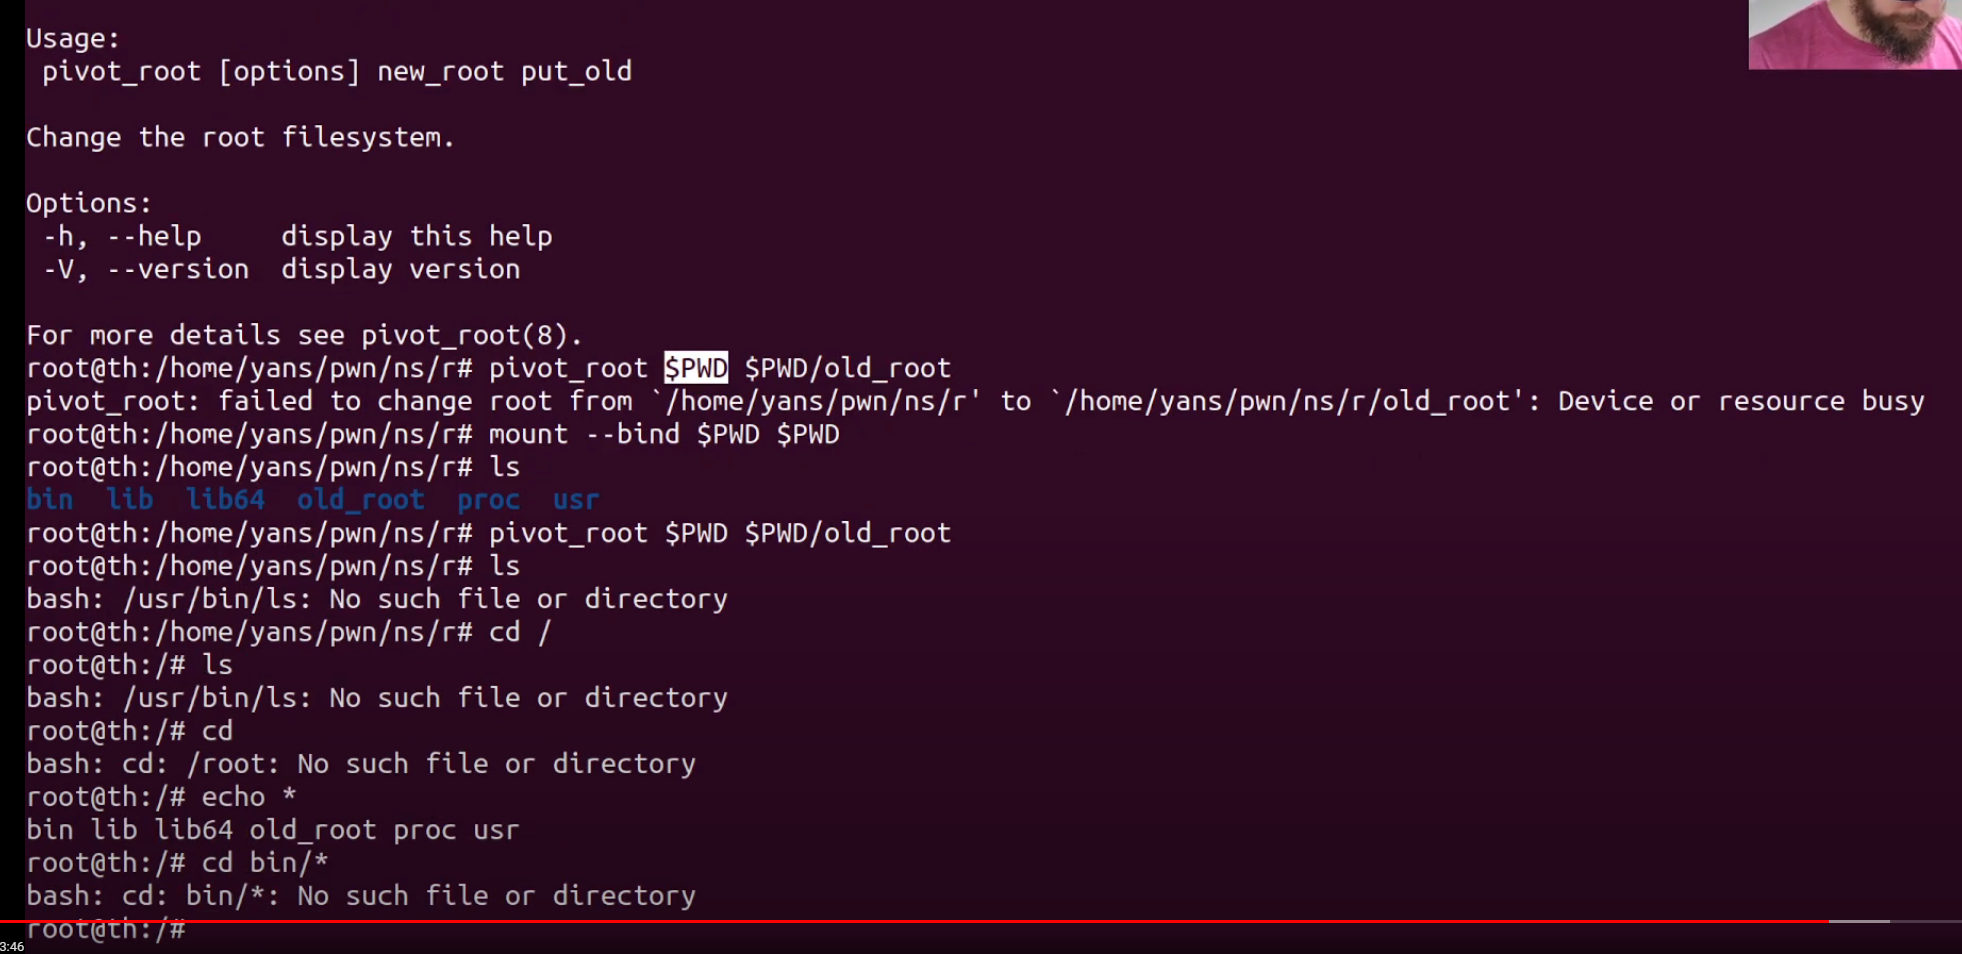 Usage:
 pivot_root [options] new_root put_old
Change the root filesystem.
Options:
 -h, --help     display this help
 -V, --version  display version
For more details see pivot_root(8).
root@th:/home/yans/pwn/ns/r# pivot_root $PWD $PWD/old_root
pivot_root: failed to change root from `/home/yans/pwn/ns/r' to `/home/yans/pwn/ns/r/old_root': Device or resource busy
root@th:/home/yans/pwn/ns/r# mount --bind $PWD $PWD
root@th:/home/yans/pwn/ns/r# ls
bin  lib  lib64  old_root  proc  usr
root@th:/home/yans/pwn/ns/r# pivot_root $PWD $PWD/old_root
root@th:/home/yans/pwn/ns/r# ls
bash: /usr/bin/ls: No such file or directory
root@th:/home/yans/pwn/ns/r# cd /
root@th:/# ls
bash: /usr/bin/ls: No such file or directory
root@th:/# cd
bash: cd: /root: No such file or directory
root@th:/# echo *
bin lib lib64 old_root proc usr
root@th:/# cd bin/*
bash: cd: bin/*: No such file or directory
root@th:/#
3:46